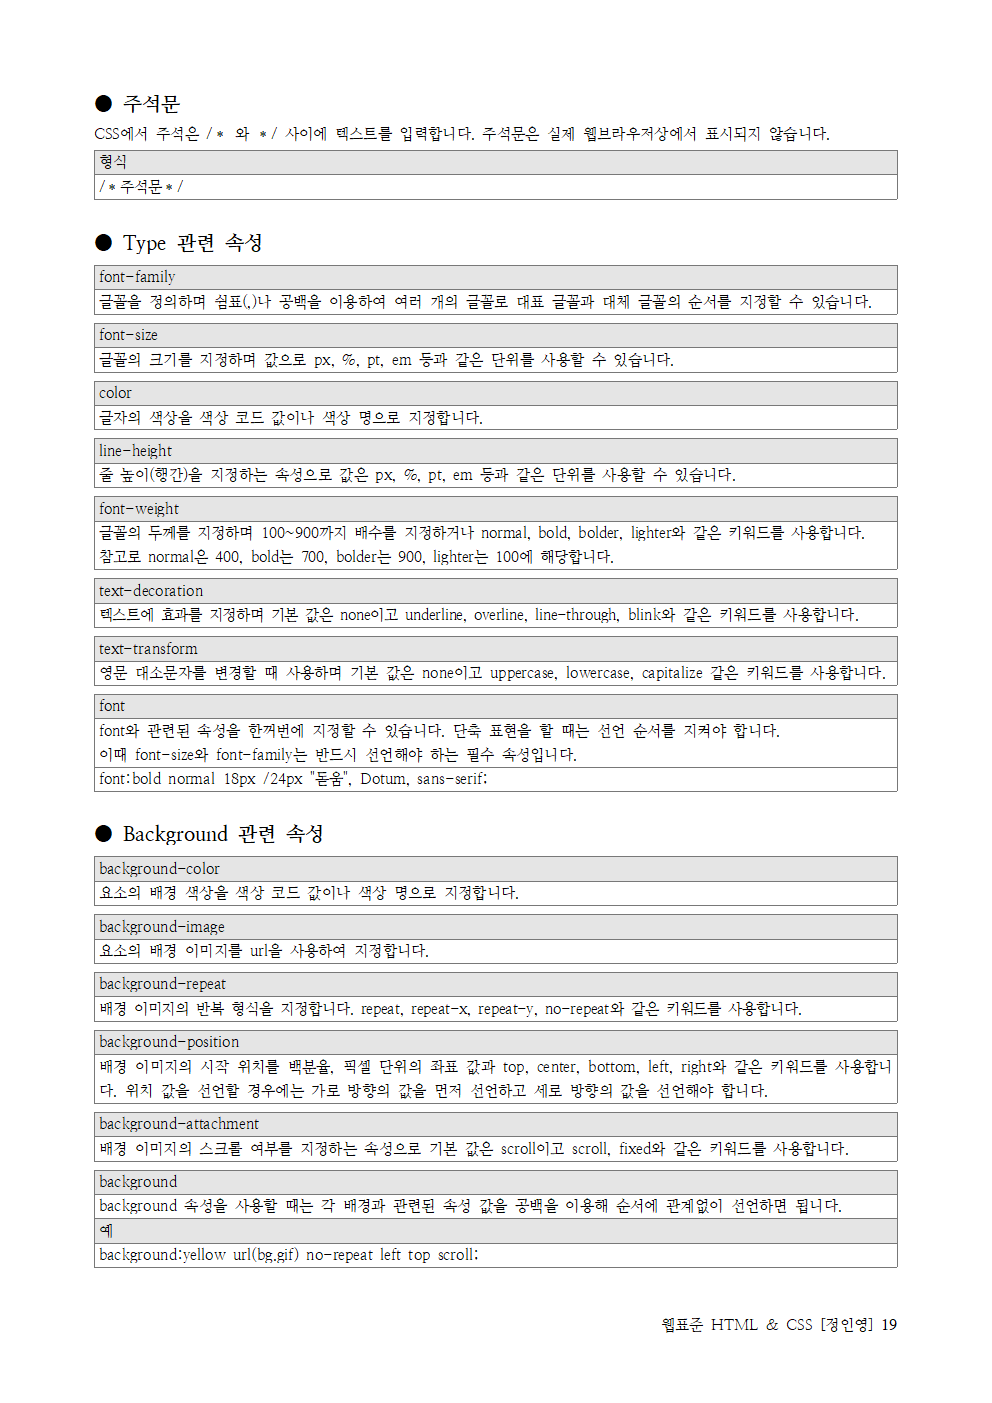 ● 주석문
CSS에서 주석은 /* 와 */ 사이에 텍스트를 입력합니다. 주석문은 실제 웹브라우저상에서 표시되지 않습니다.
형식
/*주석문*/
● Type 관련 속성
font-family
글꼴을 정의하며 쉼표(,)나 공백을 이용하여 여러 개의 글꼴로 대표 글꼴과 대체 글꼴의 순서를 지정할 수 있습니다.
font-size
글꼴의 크기를 지정하며 값으로 px, %, pt, em 등과 같은 단위를 사용할 수 있습니다.
color
글자의 색상을 색상 코드 값이나 색상 명으로 지정합니다.
line-height
줄 높이(행간)을 지정하는 속성으로 값은 px, %, pt, em 등과 같은 단위를 사용할 수 있습니다.
font-weight
글꼴의 두께를 지정하며 100~900까지 배수를 지정하거나 normal, bold, bolder, lighter와 같은 키워드를 사용합니다.
참고로 normal은 400, bold는 700, bolder는 900, lighter는 100에 해당합니다.
text-decoration
텍스트에 효과를 지정하며 기본 값은 none이고 underline, overline, line-through, blink와 같은 키워드를 사용합니다.
text-transform
영문 대소문자를 변경할 때 사용하며 기본 값은 none이고 uppercase, lowercase, capitalize 같은 키워드를 사용합니다.
font
font와 관련된 속성을 한꺼번에 지정할 수 있습니다. 단축 표현을 할 때는 선언 순서를 지켜야 합니다.
이때 font-size와 font-family는 반드시 선언해야 하는 필수 속성입니다.
font:bold normal 18px /24px "돋움", Dotum, sans-serif;
● Background 관련 속성
background-color
요소의 배경 색상을 색상 코드 값이나 색상 명으로 지정합니다.
background-image
요소의 배경 이미지를 url을 사용하여 지정합니다.
background-repeat
배경 이미지의 반복 형식을 지정합니다. repeat, repeat-x, repeat-y, no-repeat와 같은 키워드를 사용합니다.
background-position
배경 이미지의 시작 위치를 백분율, 픽셀 단위의 좌표 값과 top, center, bottom, left, right와 같은 키워드를 사용합니
다. 위치 값을 선언할 경우에는 가로 방향의 값을 먼저 선언하고 세로 방향의 값을 선언해야 합니다.
background-attachment
배경 이미지의 스크롤 여부를 지정하는 속성으로 기본 값은 scroll이고 scroll, fixed와 같은 키워드를 사용합니다.
background
background 속성을 사용할 때는 각 배경과 관련된 속성 값을 공백을 이용해 순서에 관계없이 선언하면 됩니다.
예
background:yellow url(bg.gif) no-repeat left top scroll;
웹표준 HTML & CSS [정인영] 19